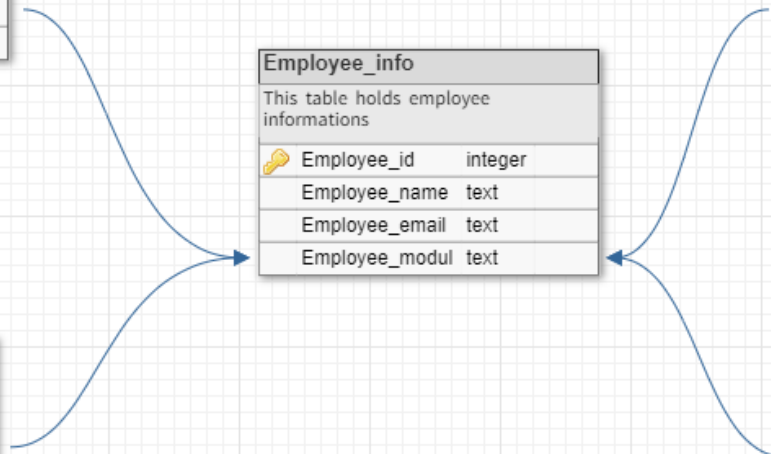 Employee_info
This table holds employee
informations
Employee_id integer
Employee_name text
Employee_email text
Employee_modul text